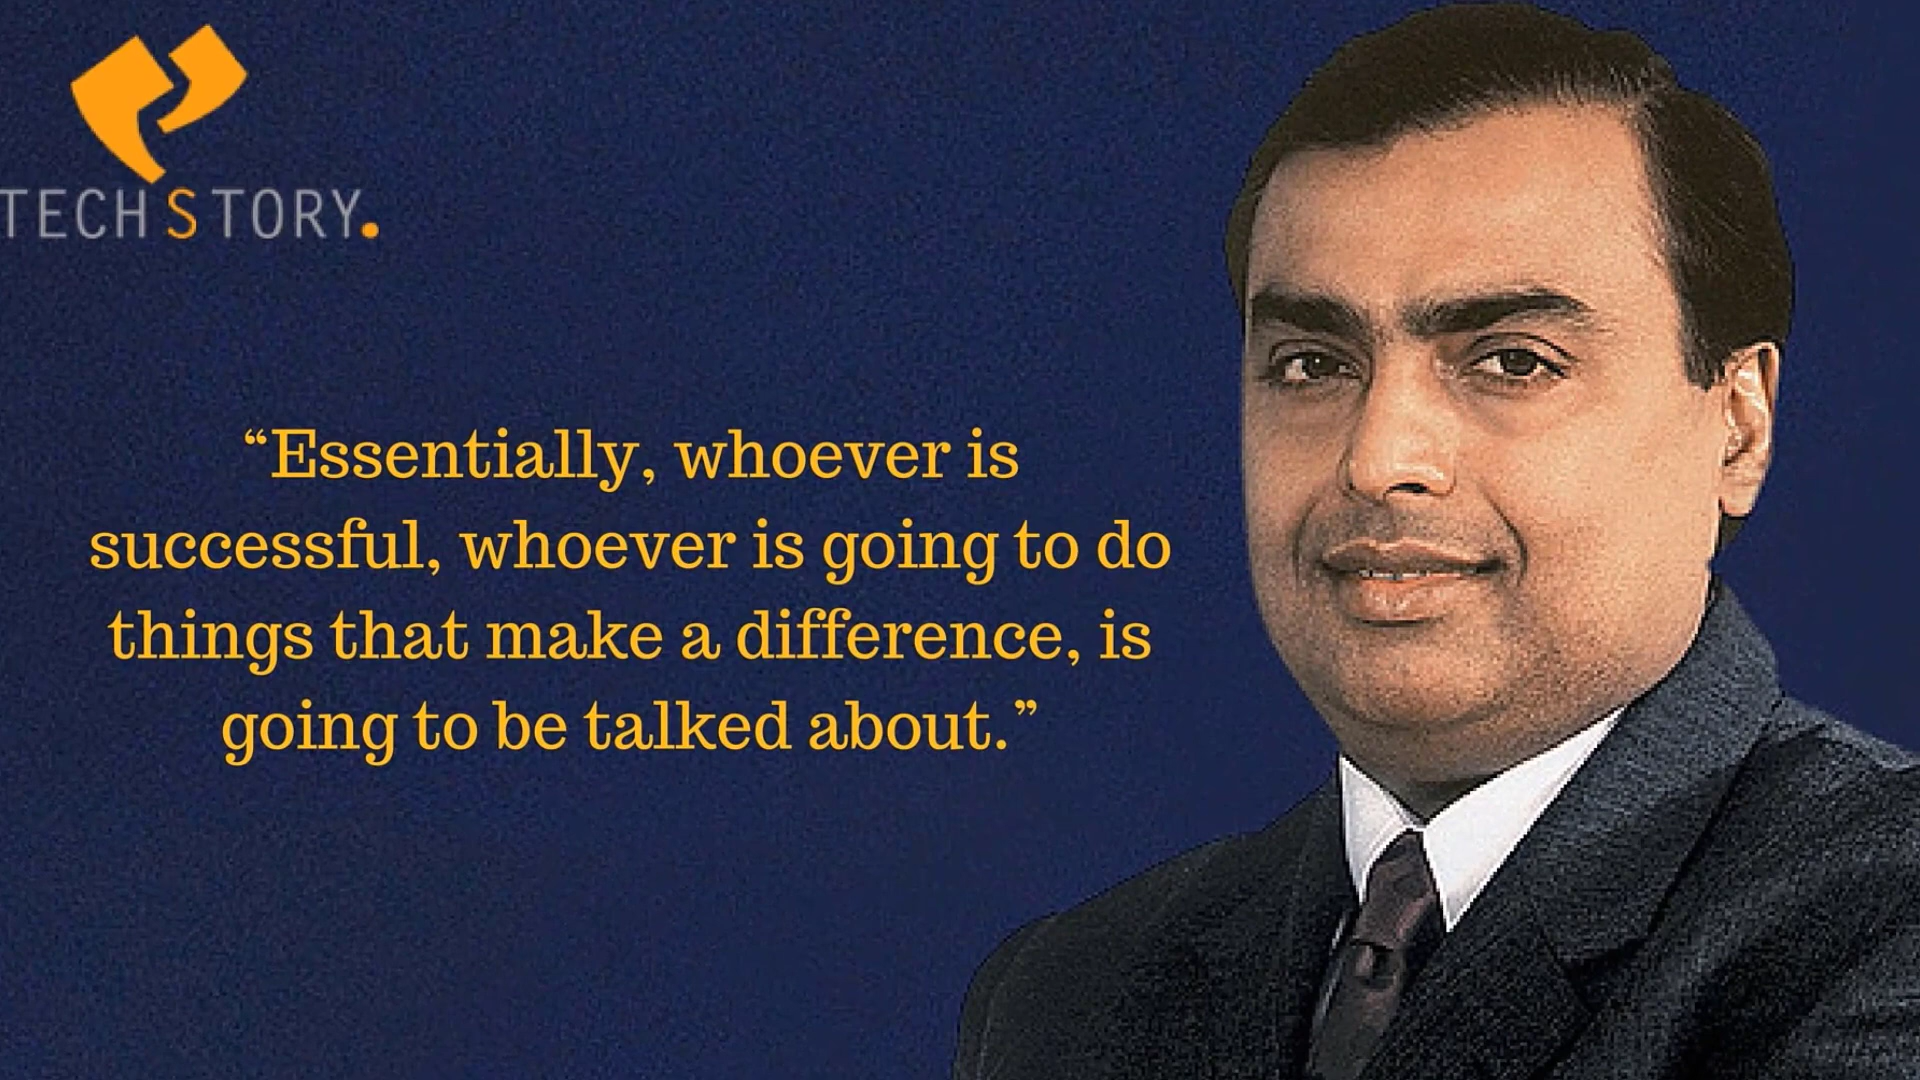 TECH STORY.
“Essentially, whoever is
successful, whoever is going to do
things that make a difference, is
going to be talked about.”